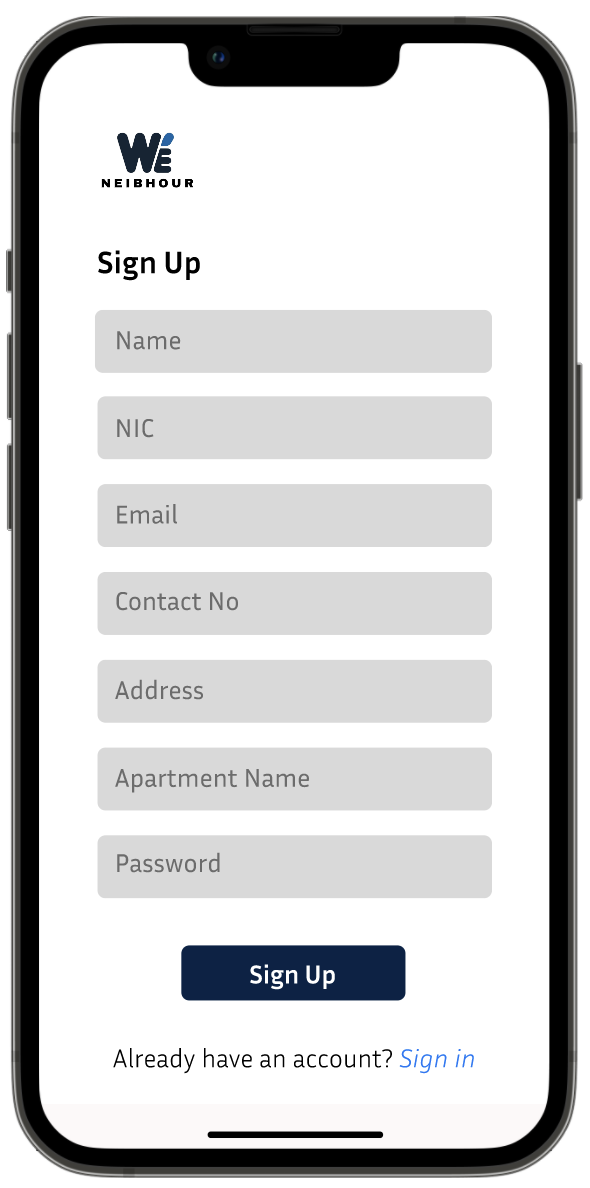 WE
NEIBHOUR
Sign Up
Name
NIC
Email
Contact No
Address
Apartment Name
Password
Sign Up
Already have an account? Sign in